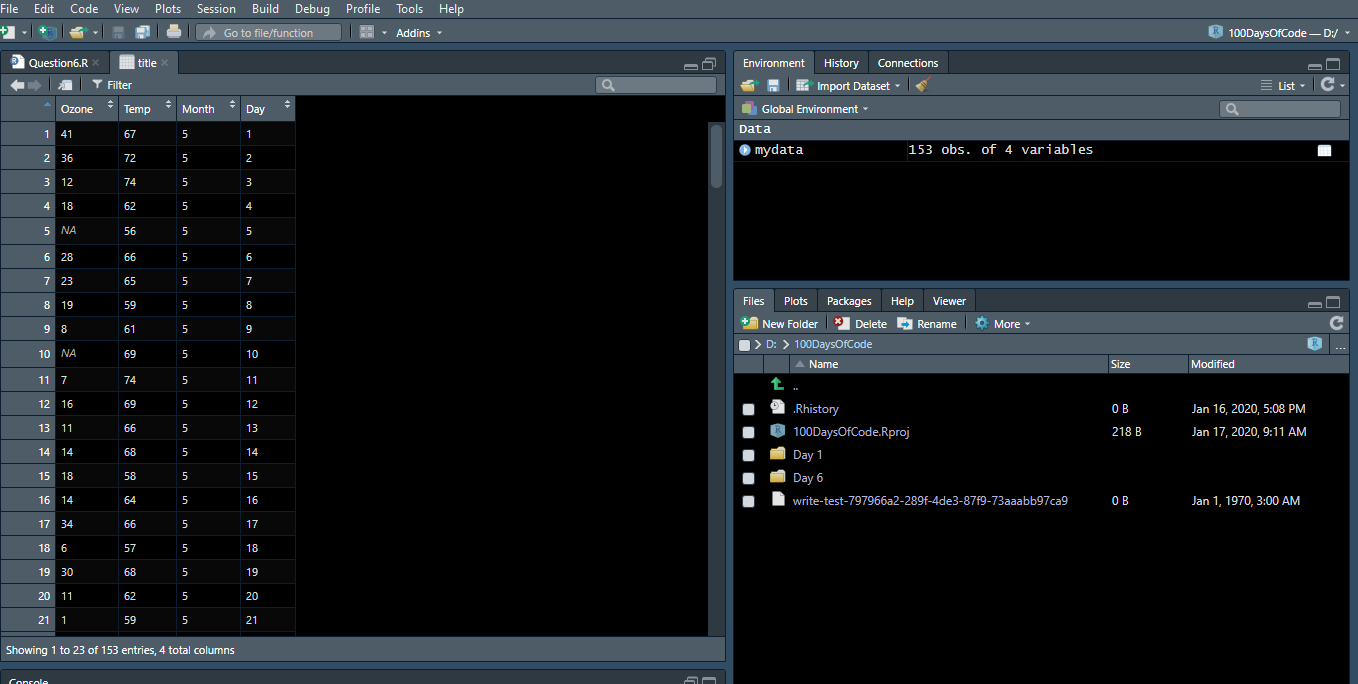 File Edit Code View Plots Session Build Debug Profile Tools Help
Go to file/function Addins 100DaysOfCode — D:/
Question6.R title
Filter
Ozone Temp Month Day
1 41 67 5 1
2 36 72 5 2
3 12 74 5 3
4 18 62 5 4
5 NA 56 5 5
6 28 66 5 6
7 23 65 5 7
8 19 59 5 8
9 8 61 5 9
10 NA 69 5 10
11 7 74 5 11
12 16 69 5 12
13 11 66 5 13
14 14 68 5 14
15 18 58 5 15
16 14 64 5 16
17 34 66 5 17
18 6 57 5 18
19 30 68 5 19
20 11 62 5 20
21 1 59 5 21
Showing 1 to 23 of 153 entries, 4 total columns
Console
Environment History Connections
Import Dataset List
R Global Environment
Data
mydata 153 obs. of 4 variables
Files Plots Packages Help Viewer
New Folder Delete Rename More
D: 100DaysOfCode R ...
Name Size Modified
..
.Rhistory 0 B Jan 16, 2020, 5:08 PM
100DaysOfCode.Rproj 218 B Jan 17, 2020, 9:11 AM
Day 1
Day 6
write-test-797966a2-289f-4de3-87f9-73aaabb97ca9 0 B Jan 1, 1970, 3:00 AM